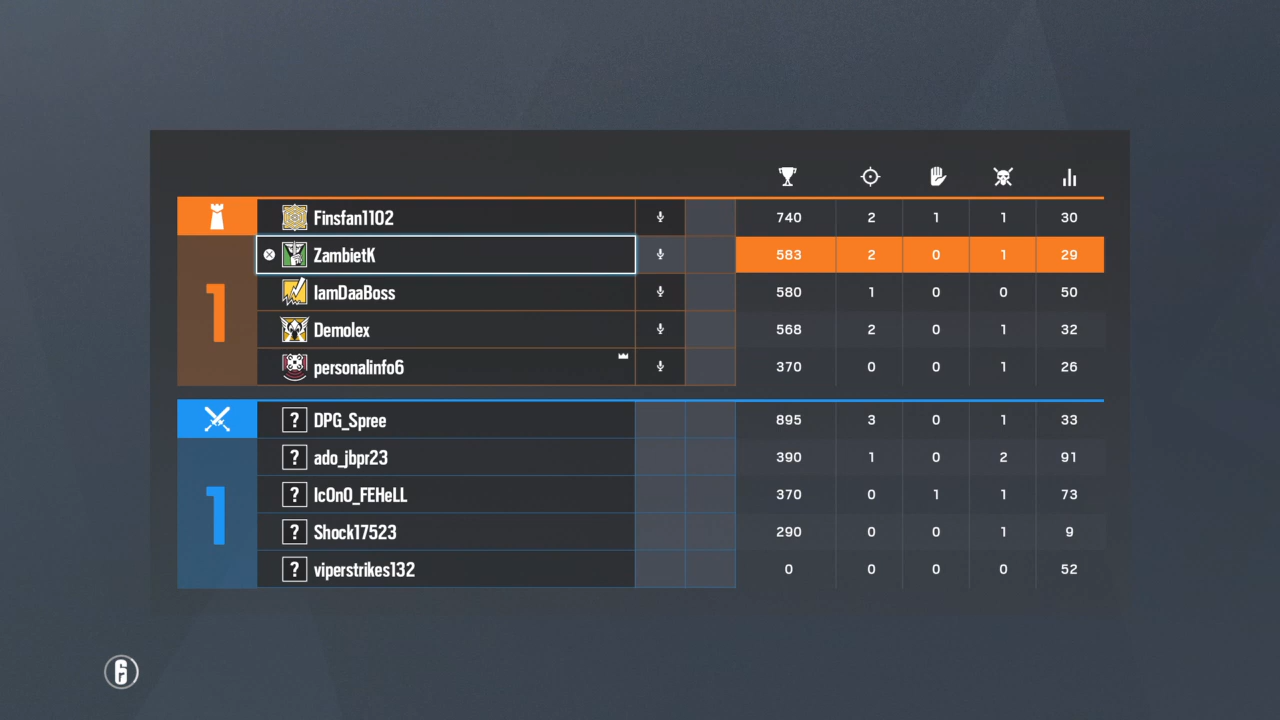 Finsfan1102 740 2 1 1 30
ZambietK 583 2 0 1 29
1
IamDaaBoss 580 1 0 0 50
Demolex 568 2 0 1 32
personalinfo6 370 0 0 1 26
? DPG_Spree 895 3 0 1 33
? ado_jbpr23 390 1 0 2 91
? IcOnO_FEHeLL 370 0 1 1 73
1
? Shock17523 290 0 0 1 9
? viperstrikes132 0 0 0 0 52
6